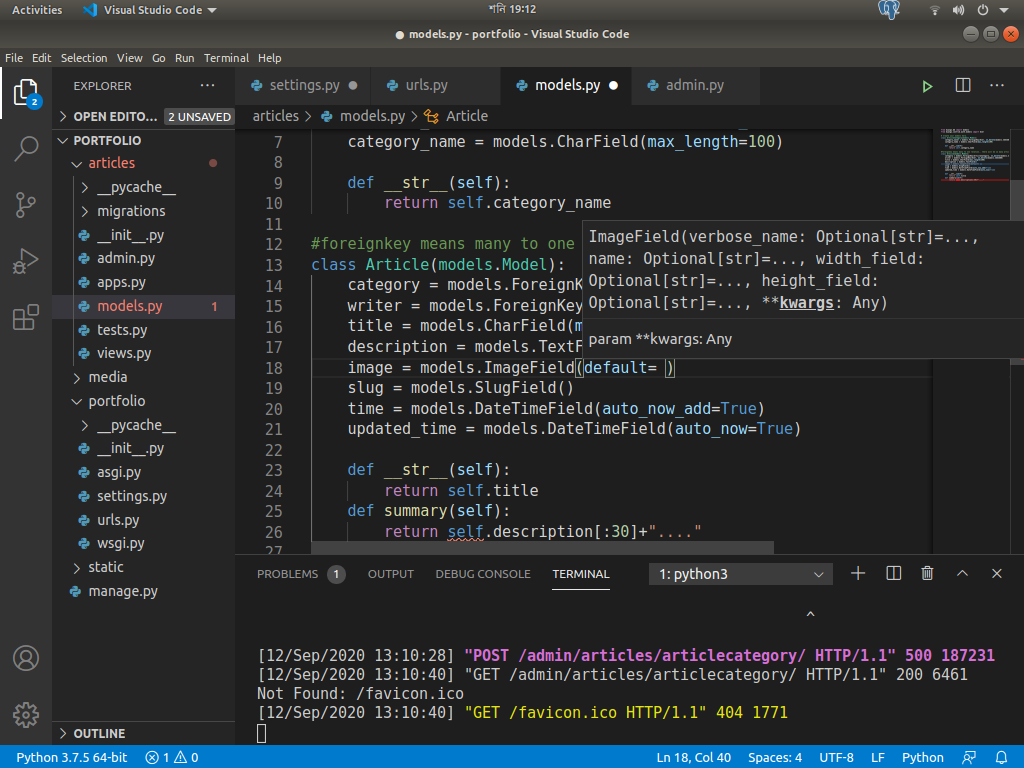 Activities Visual Studio Code শনি 19:12
● models.py - portfolio - Visual Studio Code
File Edit Selection View Go Run Terminal Help
EXPLORER ···
OPEN EDITO... 2 UNSAVED
PORTFOLIO
articles
__pycache__
migrations
__init__.py
admin.py
apps.py
models.py 1
tests.py
views.py
media
portfolio
__pycache__
__init__.py
asgi.py
settings.py
urls.py
wsgi.py
static
manage.py
OUTLINE
2
settings.py ● urls.py models.py ● admin.py ···
articles > models.py > Article
7 category_name = models.CharField(max_length=100)
8
9 def __str__(self):
10 return self.category_name
11
12 #foreignkey means many to one
13 class Article(models.Model):
14 category = models.ForeignK
15 writer = models.ForeignKey
16 title = models.CharField(m
17 description = models.TextF
18 image = models.ImageField(default= )
19 slug = models.SlugField()
20 time = models.DateTimeField(auto_now_add=True)
21 updated_time = models.DateTimeField(auto_now=True)
22
23 def __str__(self):
24 return self.title
25 def summary(self):
26 return self.description[:30]+"...."
27
ImageField(verbose_name: Optional[str]=...,
name: Optional[str]=..., width_field:
Optional[str]=..., height_field:
Optional[str]=..., **kwargs: Any)
param **kwargs: Any
PROBLEMS 1 OUTPUT DEBUG CONSOLE TERMINAL 1: python3
^
[12/Sep/2020 13:10:28] "POST /admin/articles/articlecategory/ HTTP/1.1" 500 187231
[12/Sep/2020 13:10:40] "GET /admin/articles/articlecategory/ HTTP/1.1" 200 6461
Not Found: /favicon.ico
[12/Sep/2020 13:10:40] "GET /favicon.ico HTTP/1.1" 404 1771
Python 3.7.5 64-bit 1 0 Ln 18, Col 40 Spaces: 4 UTF-8 LF Python